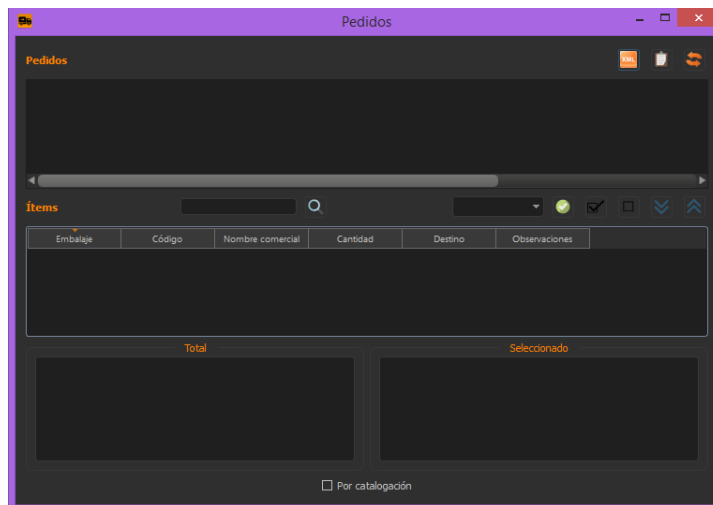 Pedidos
Pedidos
XML
Ítems
Embalaje Código Nombre comercial Cantidad Destino Observaciones
Total Seleccionado
Por catalogación